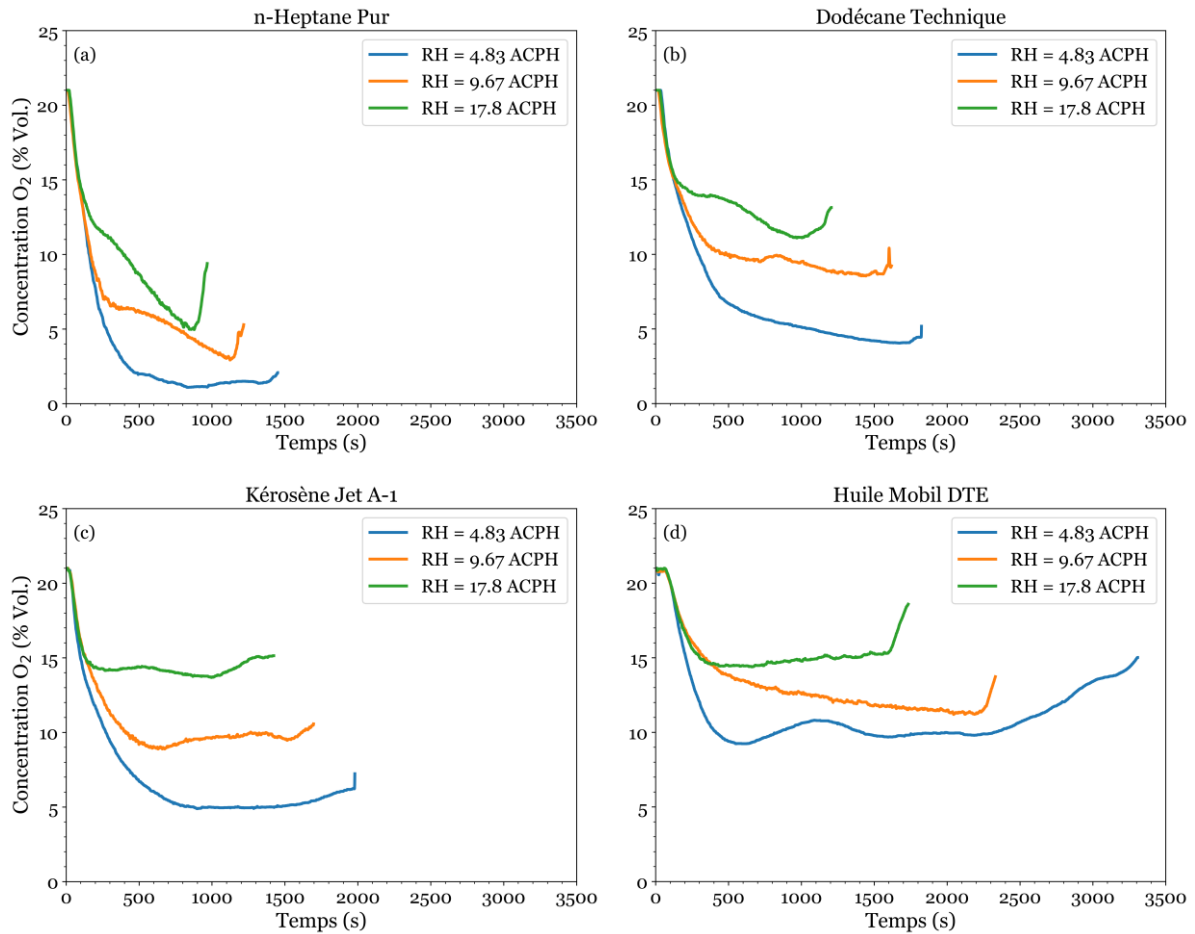 n-Heptane Pur
(a)
RH = 4.83 ACPH
RH = 9.67 ACPH
RH = 17.8 ACPH
25
20
15
10
5
0
Concentration O₂ (% Vol.)
0 500 1000 1500 2000 2500 3000 3500
Temps (s)
Dodécane Technique
(b)
RH = 4.83 ACPH
RH = 9.67 ACPH
RH = 17.8 ACPH
25
20
15
10
5
0
0 500 1000 1500 2000 2500 3000 3500
Temps (s)
Kérosène Jet A-1
(c)
RH = 4.83 ACPH
RH = 9.67 ACPH
RH = 17.8 ACPH
25
20
15
10
5
0
Concentration O₂ (% Vol.)
0 500 1000 1500 2000 2500 3000 3500
Temps (s)
Huile Mobil DTE
(d)
RH = 4.83 ACPH
RH = 9.67 ACPH
RH = 17.8 ACPH
25
20
15
10
5
0
0 500 1000 1500 2000 2500 3000 3500
Temps (s)